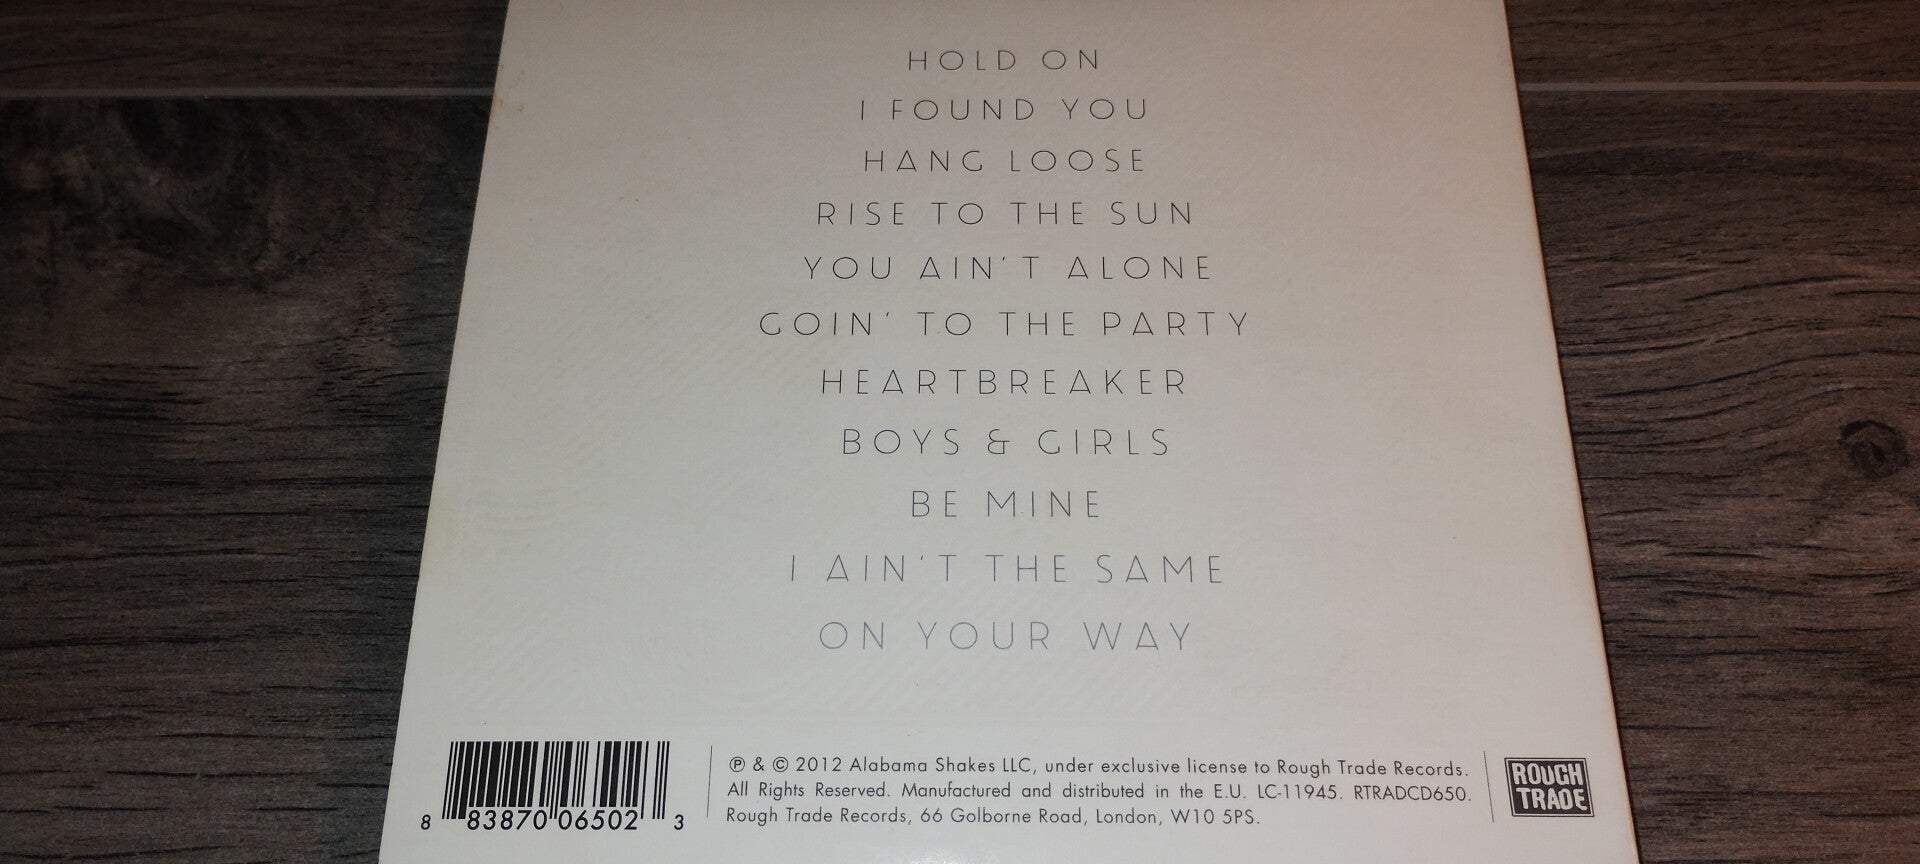 HOLD ON
I FOUND YOU
HANG LOOSE
RISE TO THE SUN
YOU AIN'T ALONE
GOIN' TO THE PARTY
HEARTBREAKER
BOYS & GIRLS
BE MINE
I AIN'T THE SAME
ON YOUR WAY
℗ & © 2012 Alabama Shakes LLC, under exclusive license to Rough Trade Records.
All Rights Reserved. Manufactured and distributed in the E.U. LC-11945. RTRADCD650.
Rough Trade Records, 66 Golborne Road, London, W10 5PS.
8 83870 06502 3
ROUGH
TRADE